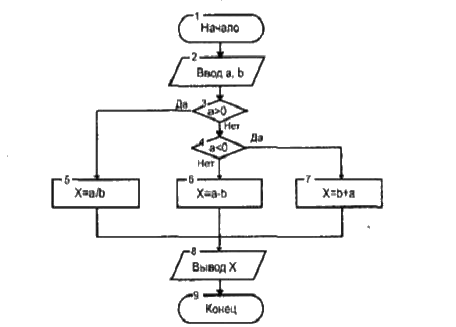 1
Начало
2
Ввод a, b
Да
3
a>0
Нет
4
a<0
Да
Нет
5
X=a/b
6
X=a-b
7
X=b+a
8
Вывод X
9
Конец